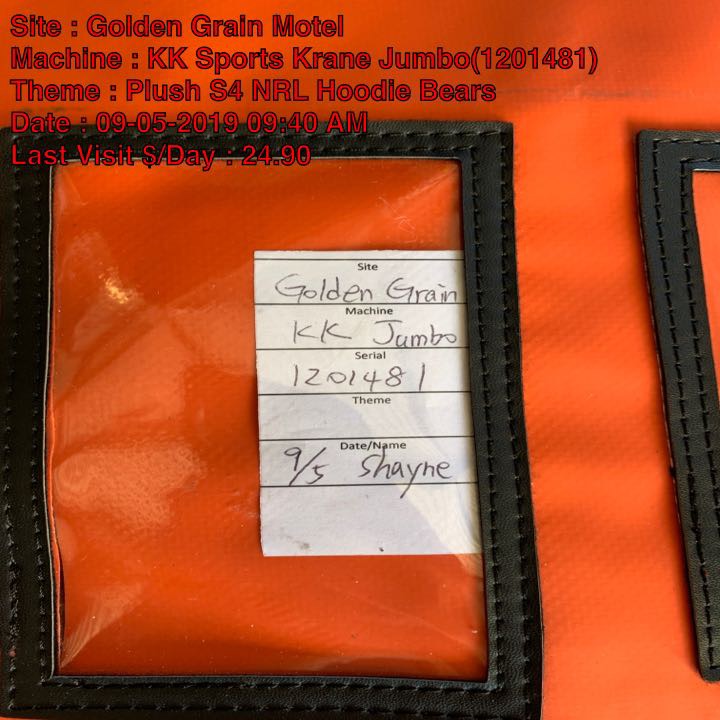 Site : Golden Grain Motel
Machine : KK Sports Krane Jumbo(1201481)
Theme : Plush S4 NRL Hoodie Bears
Date : 09-05-2019 09:40 AM
Last Visit $/Day : 24.90
Site
Golden Grain
Machine
KK Jumbo
Serial
1201481
Theme
Date/Name
9/5 Shayne